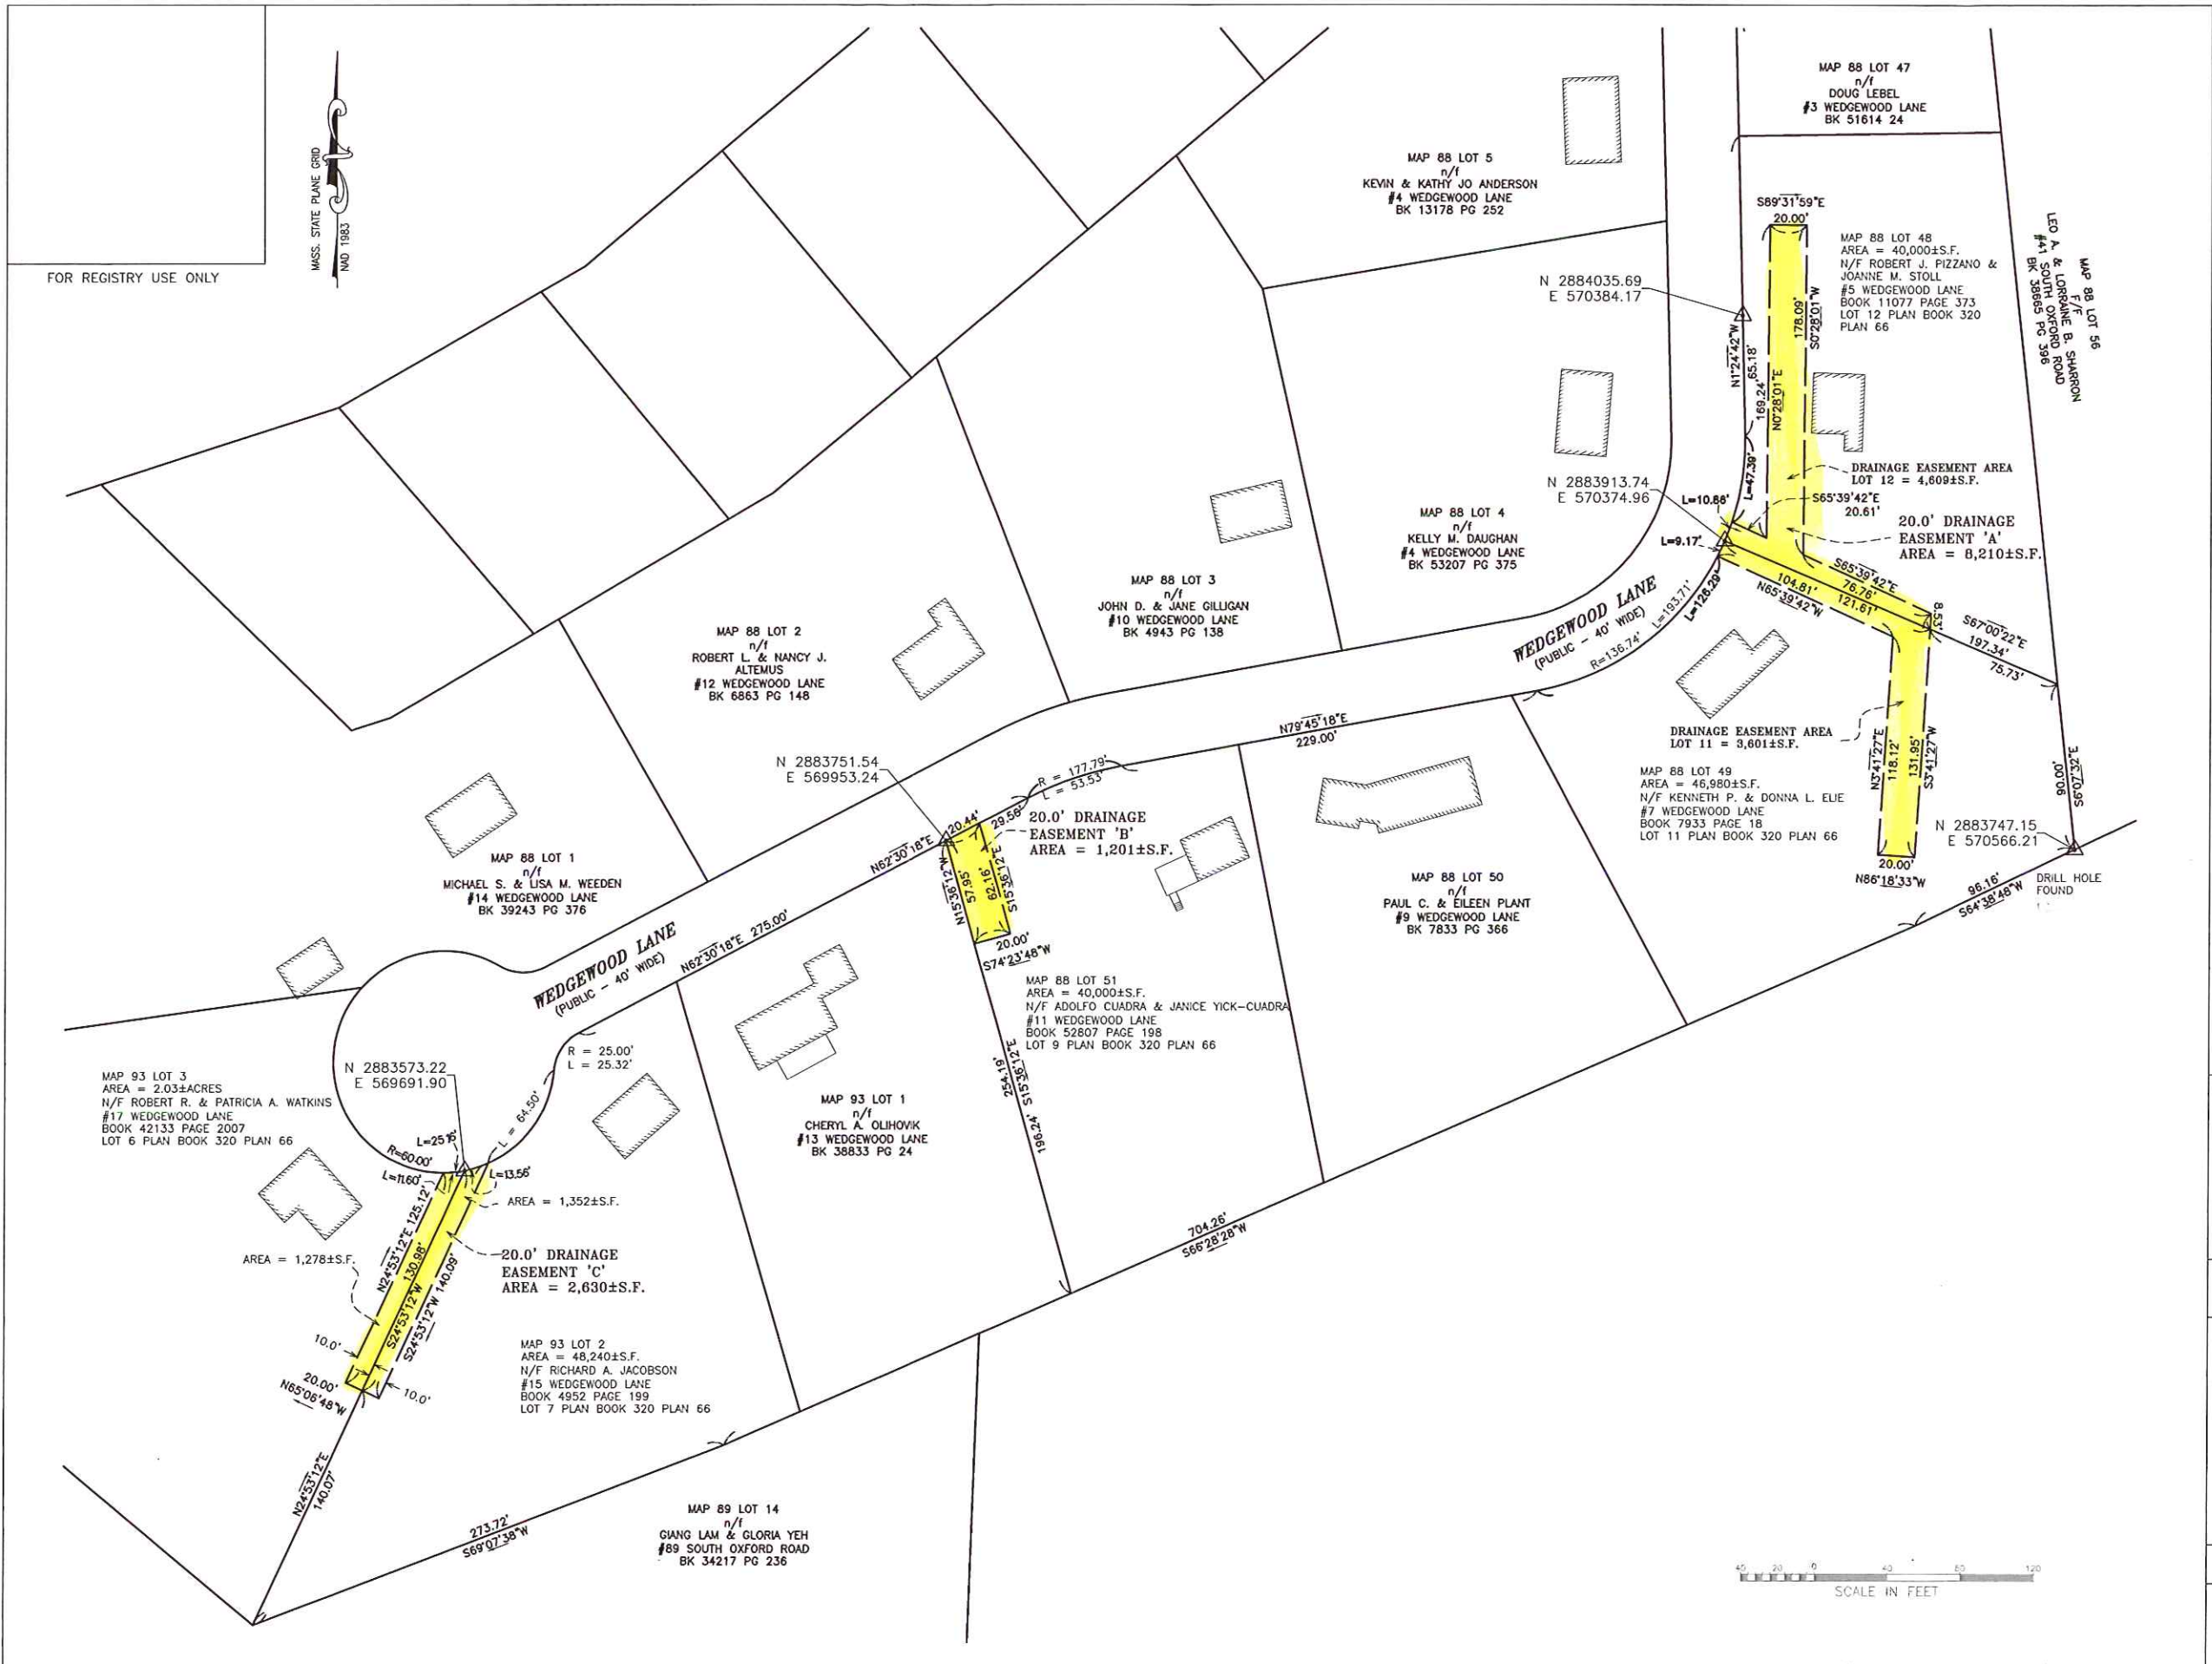 FOR REGISTRY USE ONLY
MASS. STATE PLANE GRID
NAD 1983
MAP 88 LOT 47
n/f
DOUG LEBEL
#3 WEDGEWOOD LANE
BK 51614 24
MAP 88 LOT 5
n/f
KEVIN & KATHY JO ANDERSON
#4 WEDGEWOOD LANE
BK 13178 PG 252
S89°31'59"E
20.00'
MAP 88 LOT 48
AREA = 40,000±S.F.
N/F ROBERT J. PIZZANO &
JOANNE M. STOLL
#5 WEDGEWOOD LANE
BOOK 11077 PAGE 373
LOT 12 PLAN BOOK 320
PLAN 66
MAP 88 LOT 56
F/F
LEO A. & LORRAINE B. SHARRON
#41 SOUTH OXFORD ROAD
BK 38665 PG 396
N 2884035.69
E 570384.17
N1°24'42"W
65.18'
169.24'
N0°28'01"E
178.09'
S0°28'01"W
L=47.39'
DRAINAGE EASEMENT AREA
LOT 12 = 4,609±S.F.
N 2883913.74
E 570374.96
L=10.88'
S65°39'42"E
20.61'
20.0' DRAINAGE
EASEMENT 'A'
AREA = 8,210±S.F.
L=9.17'
MAP 88 LOT 4
n/f
KELLY M. DAUGHAN
#4 WEDGEWOOD LANE
BK 53207 PG 375
S65°39'42"E
76.76'
104.81'
121.61'
N65°39'42"W
8.53'
S67°00'22"E
197.34'
75.73'
MAP 88 LOT 3
n/f
JOHN D. & JANE GILLIGAN
#10 WEDGEWOOD LANE
BK 4943 PG 138
WEDGEWOOD LANE
(PUBLIC - 40' WIDE)
R=136.74' L=193.71'
L=126.29'
MAP 88 LOT 2
n/f
ROBERT L. & NANCY J.
ALTEMUS
#12 WEDGEWOOD LANE
BK 6863 PG 148
DRAINAGE EASEMENT AREA
LOT 11 = 3,601±S.F.
N3°41'27"E
118.12'
131.95'
S3°41'27"W
S6°07'32"E
90.00'
N79°45'18"E
229.00'
N 2883751.54
E 569953.24
R = 177.79'
L = 53.53'
MAP 88 LOT 49
AREA = 46,980±S.F.
N/F KENNETH P. & DONNA L. ELIE
#7 WEDGEWOOD LANE
BOOK 7933 PAGE 18
LOT 11 PLAN BOOK 320 PLAN 66
N 2883747.15
E 570566.21
20.44'
29.56'
20.0' DRAINAGE
EASEMENT 'B'
AREA = 1,201±S.F.
N62°30'18"E
N15°36'12"W
57.95'
62.16'
S15°36'12"E
20.00'
S74°23'48"W
20.00'
N86°18'33"W
DRILL HOLE
FOUND
96.16'
S64°38'48"W
MAP 88 LOT 1
n/f
MICHAEL S. & LISA M. WEEDEN
#14 WEDGEWOOD LANE
BK 39243 PG 376
MAP 88 LOT 50
n/f
PAUL C. & EILEEN PLANT
#9 WEDGEWOOD LANE
BK 7833 PG 366
WEDGEWOOD LANE
(PUBLIC - 40' WIDE)
N62°30'18"E 275.00'
MAP 88 LOT 51
AREA = 40,000±S.F.
N/F ADOLFO CUADRA & JANICE YICK-CUADRA
#11 WEDGEWOOD LANE
BOOK 52807 PAGE 198
LOT 9 PLAN BOOK 320 PLAN 66
254.19'
196.24' S15°36'12"E
R = 25.00'
L = 25.32'
N 2883573.22
E 569691.90
L = 64.50'
MAP 93 LOT 3
AREA = 2.03±ACRES
N/F ROBERT R. & PATRICIA A. WATKINS
#17 WEDGEWOOD LANE
BOOK 42133 PAGE 2007
LOT 6 PLAN BOOK 320 PLAN 66
MAP 93 LOT 1
n/f
CHERYL A. OLIHOVIK
#13 WEDGEWOOD LANE
BK 38833 PG 24
L=25.16'
R=60.00'
L=11.60'
L=13.56'
AREA = 1,352±S.F.
N24°53'12"E 125.12'
130.98'
S24°53'12"W
S24°53'12"W 140.09'
AREA = 1,278±S.F.
20.0' DRAINAGE
EASEMENT 'C'
AREA = 2,630±S.F.
704.26'
S66°28'28"W
10.0'
20.00'
N65°06'48"W
10.0'
MAP 93 LOT 2
AREA = 48,240±S.F.
N/F RICHARD A. JACOBSON
#15 WEDGEWOOD LANE
BOOK 4952 PAGE 199
LOT 7 PLAN BOOK 320 PLAN 66
N24°53'12"E
140.07'
273.72'
S69°07'38"W
MAP 89 LOT 14
n/f
GIANG LAM & GLORIA YEH
#89 SOUTH OXFORD ROAD
BK 34217 PG 236
40 20 0 40 80 120
SCALE IN FEET